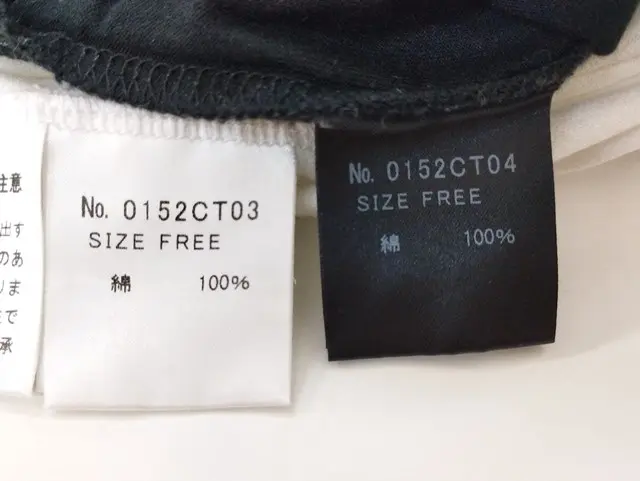 注意
出す
のあ
りま
で
承
No. 0152CT03
SIZE FREE
綿 100%
No. 0152CT04
SIZE FREE
綿 100%